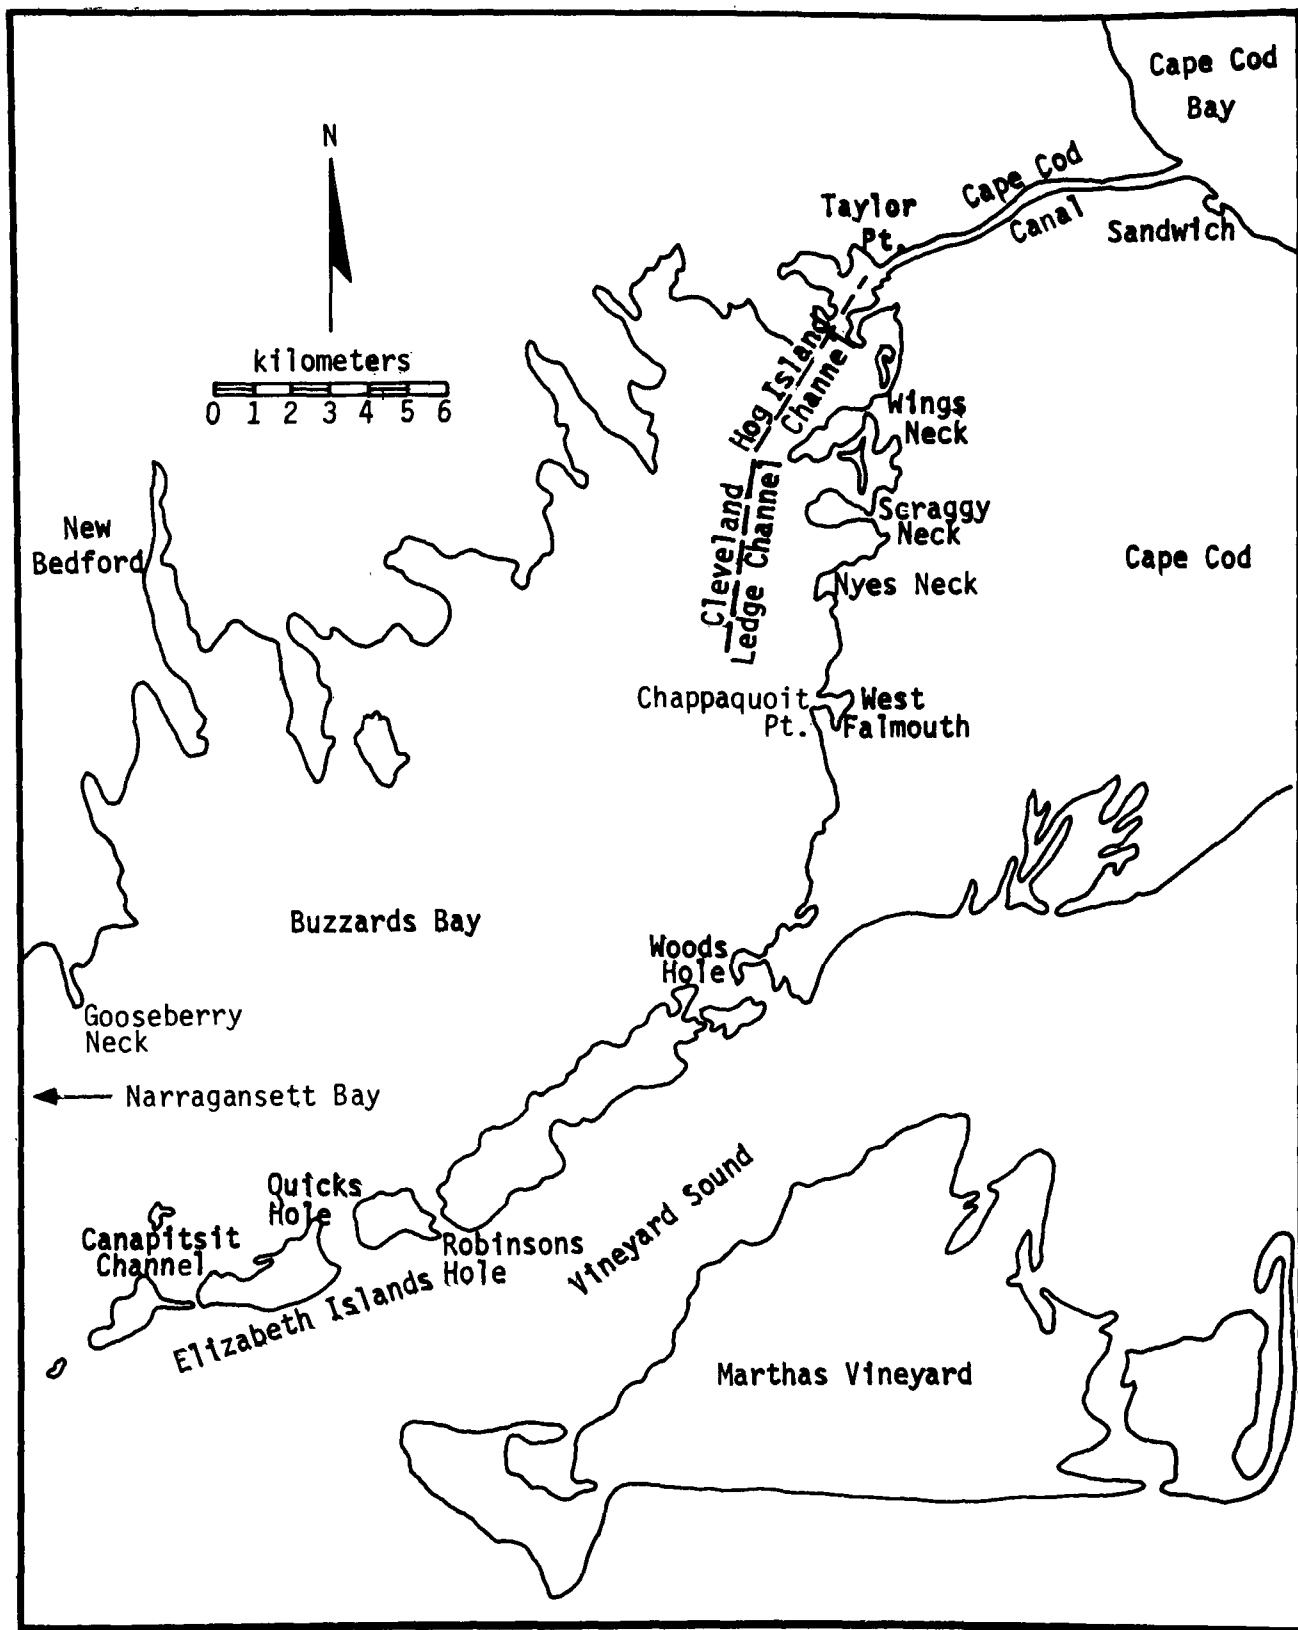 Cape Cod
Bay
N
Cape Cod
Canal
Taylor
Pt.
Sandwich
kilometers
0 1 2 3 4 5 6
Hog Island
Channel
Wings
Neck
Cleveland
Ledge Channel
Scraggy
Neck
New
Bedford
Cape Cod
Nyes Neck
Chappaquoit
Pt.
West
Falmouth
Buzzards Bay
Woods
Hole
Gooseberry
Neck
Narragansett Bay
Quicks
Hole
Canapitsit
Channel
Robinsons
Hole
Vineyard Sound
Elizabeth Islands
Marthas Vineyard